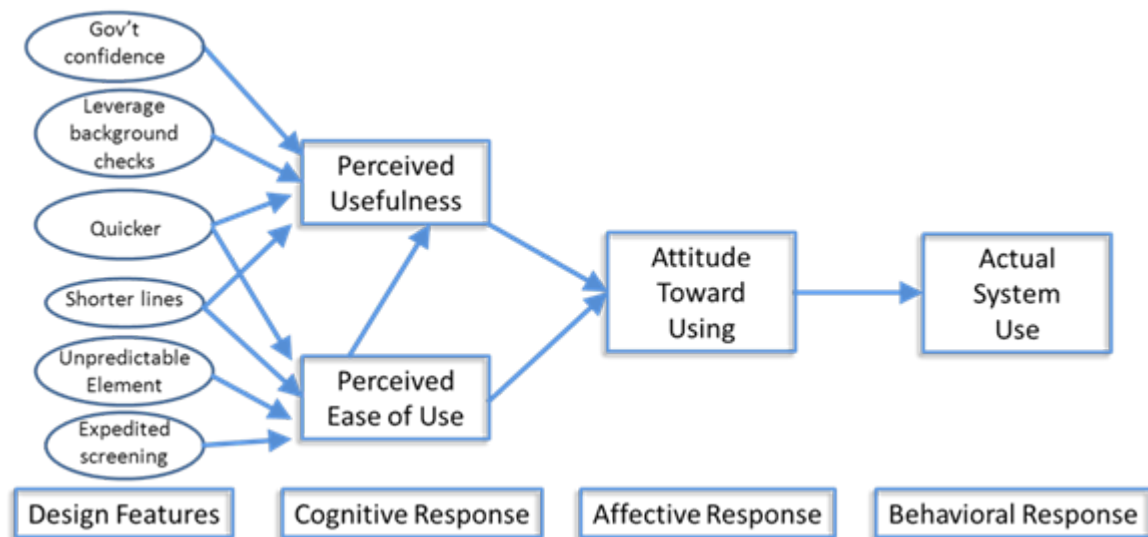 Gov't
confidence
Leverage
background
checks
Quicker
Shorter lines
Unpredictable
Element
Expedited
screening
Perceived
Usefulness
Perceived
Ease of Use
Attitude
Toward
Using
Actual
System
Use
Design Features
Cognitive Response
Affective Response
Behavioral Response